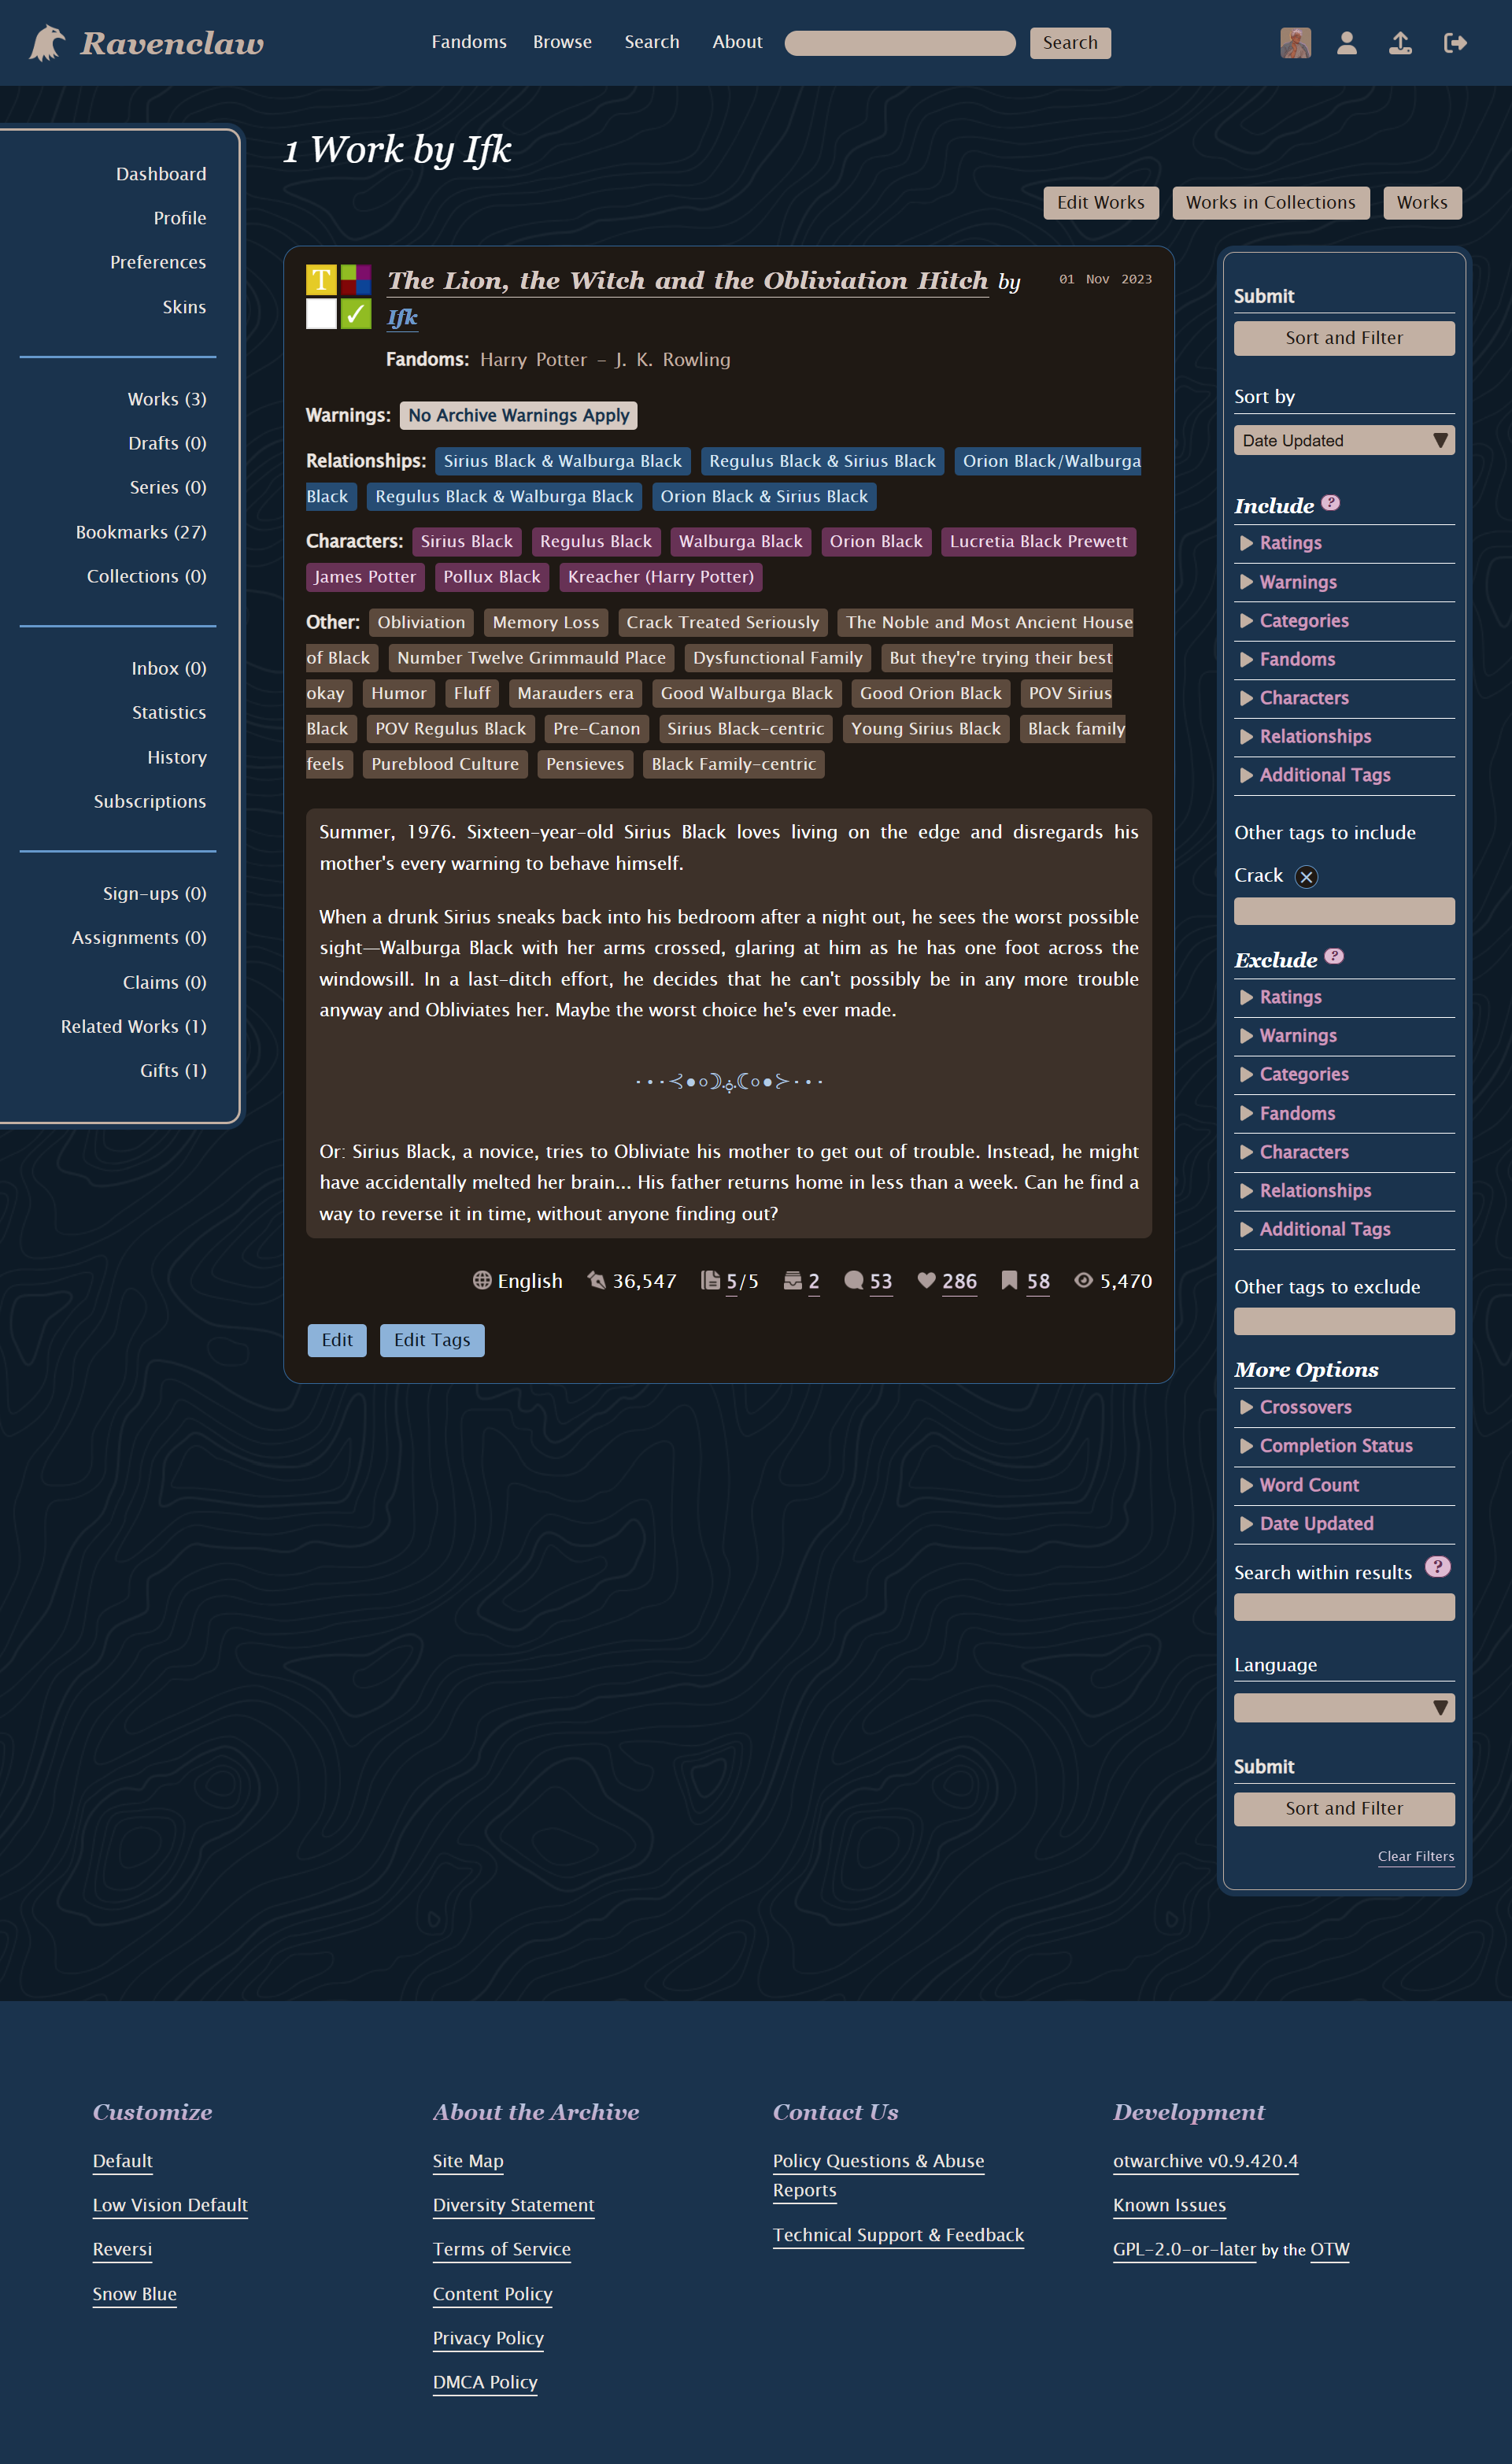 Ravenclaw
Fandoms Browse Search About Search
Dashboard
Profile
Preferences
Skins
Works (3)
Drafts (0)
Series (0)
Bookmarks (27)
Collections (0)
Inbox (0)
Statistics
History
Subscriptions
Sign-ups (0)
Assignments (0)
Claims (0)
Related Works (1)
Gifts (1)
1 Work by Ifk
Edit Works Works in Collections Works
T
✓
The Lion, the Witch and the Obliviation Hitch by
Ifk
01 Nov 2023
Fandoms: Harry Potter - J. K. Rowling
Warnings: No Archive Warnings Apply
Relationships: Sirius Black & Walburga Black Regulus Black & Sirius Black Orion Black/Walburga
Black Regulus Black & Walburga Black Orion Black & Sirius Black
Characters: Sirius Black Regulus Black Walburga Black Orion Black Lucretia Black Prewett
James Potter Pollux Black Kreacher (Harry Potter)
Other: Obliviation Memory Loss Crack Treated Seriously The Noble and Most Ancient House
of Black Number Twelve Grimmauld Place Dysfunctional Family But they're trying their best
okay Humor Fluff Marauders era Good Walburga Black Good Orion Black POV Sirius
Black POV Regulus Black Pre-Canon Sirius Black-centric Young Sirius Black Black family
feels Pureblood Culture Pensieves Black Family-centric
Summer, 1976. Sixteen-year-old Sirius Black loves living on the edge and disregards his
mother's every warning to behave himself.
When a drunk Sirius sneaks back into his bedroom after a night out, he sees the worst possible
sight—Walburga Black with her arms crossed, glaring at him as he has one foot across the
windowsill. In a last-ditch effort, he decides that he can't possibly be in any more trouble
anyway and Obliviates her. Maybe the worst choice he's ever made.
Or: Sirius Black, a novice, tries to Obliviate his mother to get out of trouble. Instead, he might
have accidentally melted her brain... His father returns home in less than a week. Can he find a
way to reverse it in time, without anyone finding out?
English 36,547 5/5 2 53 286 58 5,470
Edit Edit Tags
Submit
Sort and Filter
Sort by
Date Updated
Include ?
Ratings
Warnings
Categories
Fandoms
Characters
Relationships
Additional Tags
Other tags to include
Crack
Exclude ?
Ratings
Warnings
Categories
Fandoms
Characters
Relationships
Additional Tags
Other tags to exclude
More Options
Crossovers
Completion Status
Word Count
Date Updated
Search within results ?
Language
Submit
Sort and Filter
Clear Filters
Customize
Default
Low Vision Default
Reversi
Snow Blue
About the Archive
Site Map
Diversity Statement
Terms of Service
Content Policy
Privacy Policy
DMCA Policy
Contact Us
Policy Questions & Abuse
Reports
Technical Support & Feedback
Development
otwarchive v0.9.420.4
Known Issues
GPL-2.0-or-later by the OTW